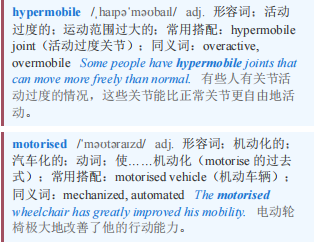 hypermobile /ˌhaɪpəˈməʊbaɪl/ adj. 形容词；活动
过度的；运动范围过大的；常用搭配：hypermobile
joint（活动过度关节）；同义词：overactive,
overmobile Some people have hypermobile joints that
can move more freely than normal. 有些人有关节活动
过度的情况，这些关节能比正常关节更自由地活
动。
motorised /ˈməʊtəraɪzd/ adj. 形容词；机动化的；
汽车化的；动词：使……机动化（motorise 的过去
式）；常用搭配：motorised vehicle（机动车辆）；
同义词：mechanized, automated The motorised
wheelchair has greatly improved his mobility. 电动轮
椅极大地改善了他的行动能力。